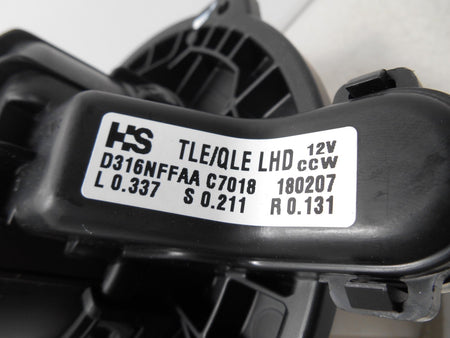 HS TLE/QLE LHD 12V CCW
D316NFFAA C7018 180207
L 0.337 S 0.211 R 0.131